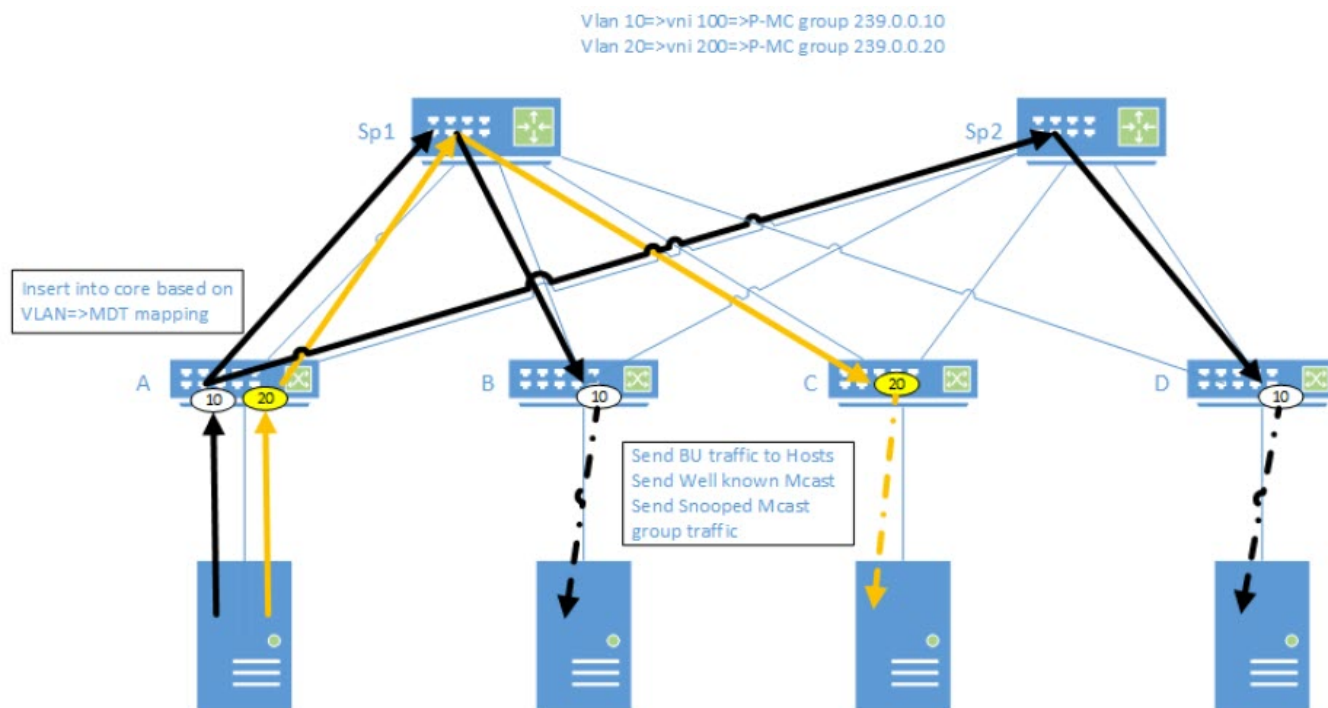 Vlan 10=>vni 100=>P-MC group 239.0.0.10
Vlan 20=>vni 200=>P-MC group 239.0.0.20
Sp1
Sp2
Insert into core based on
VLAN=>MDT mapping
A
B
C
D
10
20
10
20
10
Send BU traffic to Hosts
Send Well known Mcast
Send Snooped Mcast
group traffic